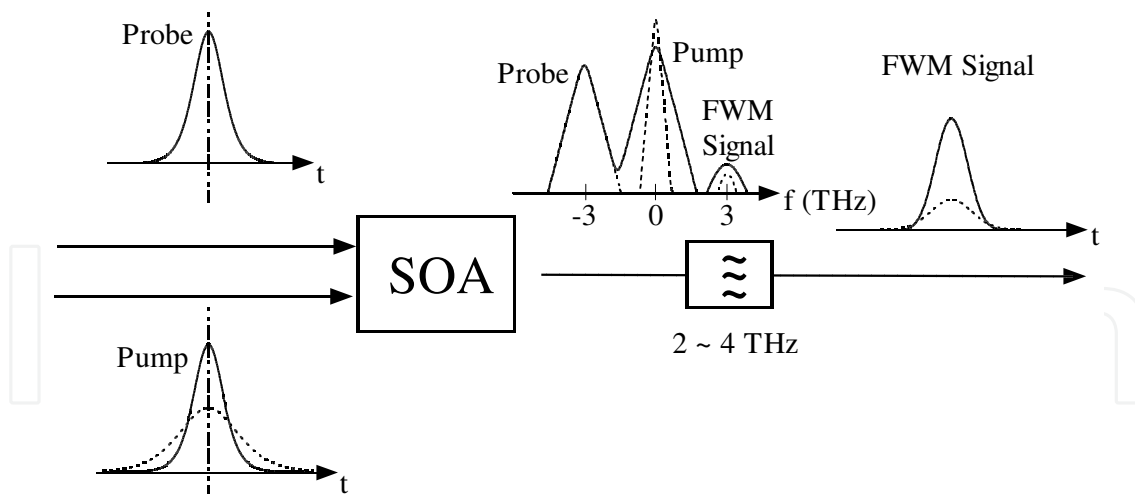 Probe
t
Probe
Pump
FWM
Signal
-3
0
3
f (THz)
FWM Signal
t
SOA
2 ~ 4 THz
Pump
t